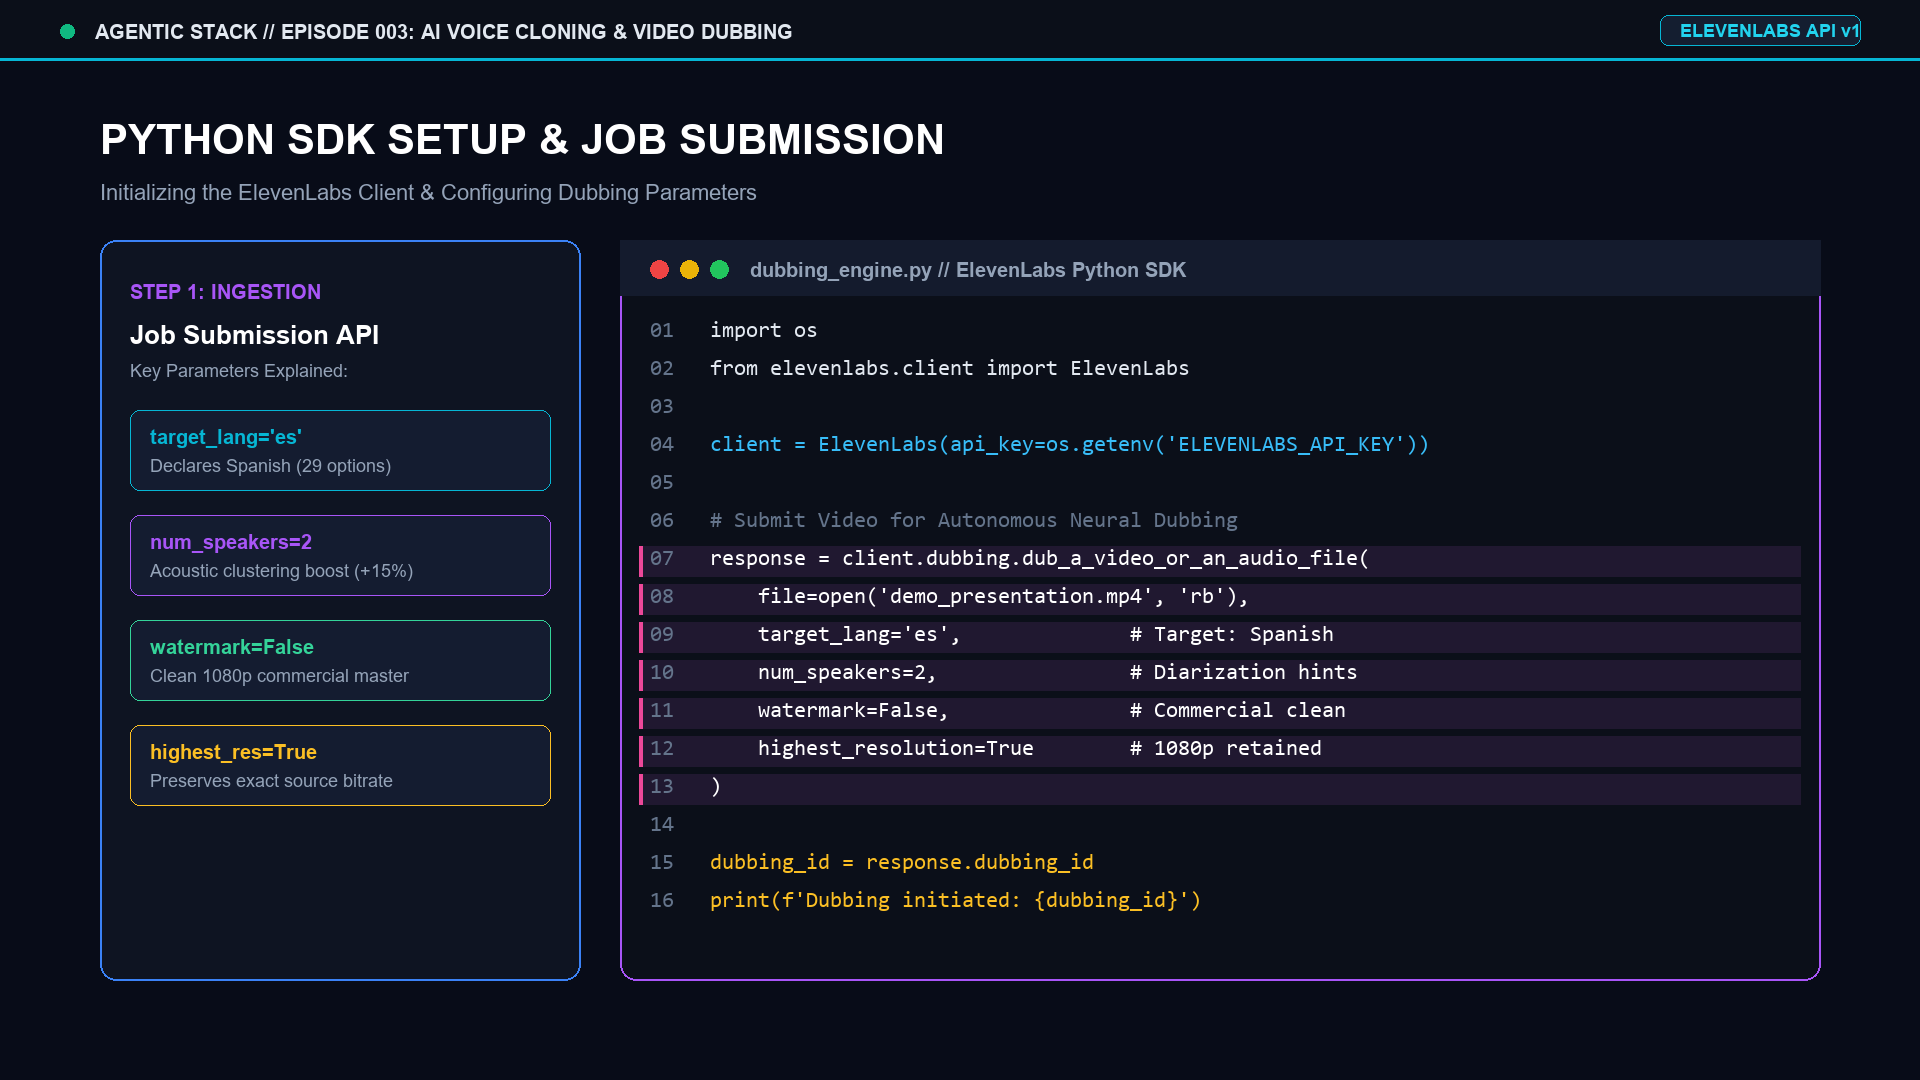 AGENTIC STACK // EPISODE 003: AI VOICE CLONING & VIDEO DUBBING
ELEVENLABS API v1
PYTHON SDK SETUP & JOB SUBMISSION
Initializing the ElevenLabs Client & Configuring Dubbing Parameters
STEP 1: INGESTION
Job Submission API
Key Parameters Explained:
target_lang='es'
Declares Spanish (29 options)
num_speakers=2
Acoustic clustering boost (+15%)
watermark=False
Clean 1080p commercial master
highest_res=True
Preserves exact source bitrate
dubbing_engine.py // ElevenLabs Python SDK
01 import os
02 from elevenlabs.client import ElevenLabs
03
04 client = ElevenLabs(api_key=os.getenv('ELEVENLABS_API_KEY'))
05
06 # Submit Video for Autonomous Neural Dubbing
07 response = client.dubbing.dub_a_video_or_an_audio_file(
08     file=open('demo_presentation.mp4', 'rb'),
09     target_lang='es',              # Target: Spanish
10     num_speakers=2,                # Diarization hints
11     watermark=False,               # Commercial clean
12     highest_resolution=True        # 1080p retained
13 )
14
15 dubbing_id = response.dubbing_id
16 print(f'Dubbing initiated: {dubbing_id}')